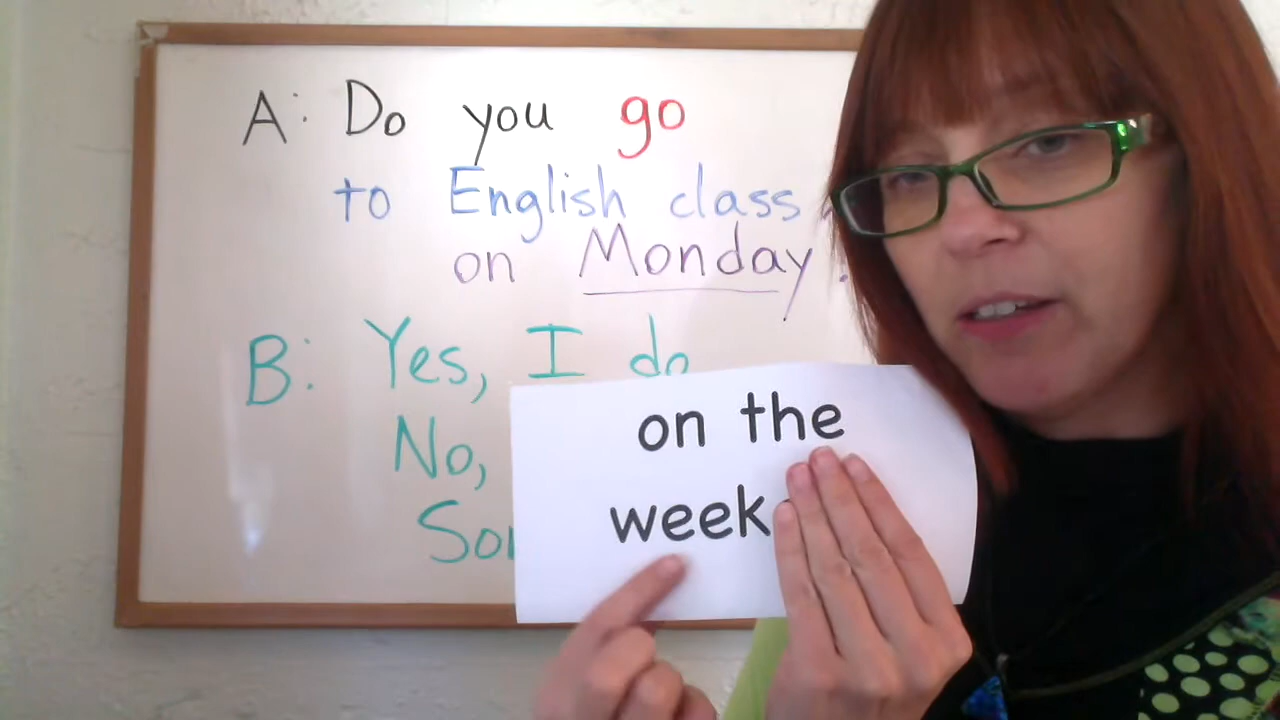 A: Do you go
to English class
on Monday?
B: Yes, I do
No,
on the
week